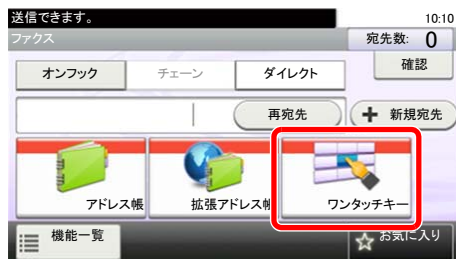 送信できます。 10:10
ファクス 宛先数: 0
オンフック チェーン ダイレクト 確認
再宛先 + 新規宛先
アドレス帳 拡張アドレス帳 ワンタッチキー
機能一覧 お気に入り